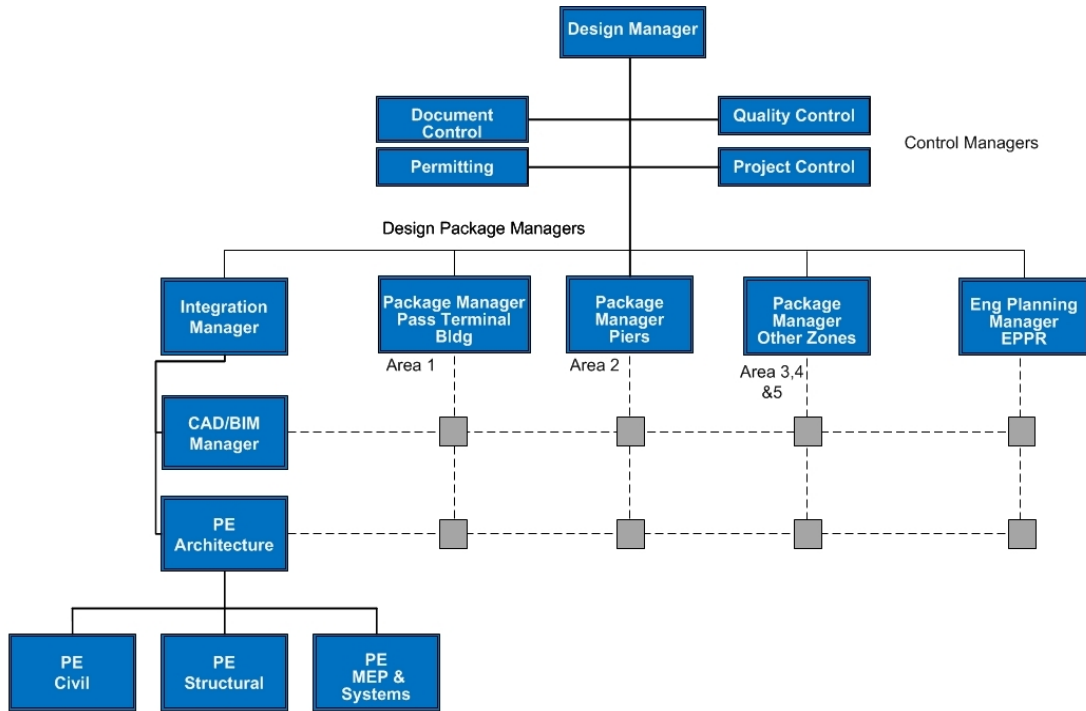 Design Manager
Document
Control
Quality Control
Control Managers
Permitting
Project Control
Design Package Managers
Integration
Manager
Package Manager
Pass Terminal
Bldg
Package
Manager
Piers
Package
Manager
Other Zones
Eng Planning
Manager
EPPR
Area 1
Area 2
Area 3,4
&5
CAD/BIM
Manager
PE
Architecture
PE
Civil
PE
Structural
PE
MEP &
Systems